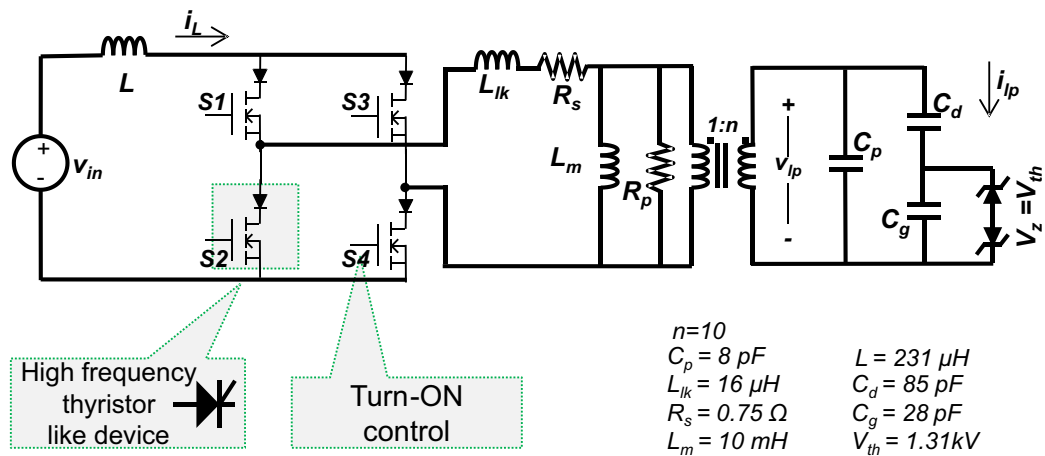 i_L
L
S1
S3
L_lk
R_s
C_d
i_lp
1:n
+
v_in
-
L_m
R_p
+
v_lp
-
C_p
C_g
V_z = V_th
S2
S4
High frequency
thyristor
like device
Turn-ON
control
n=10
C_p = 8 pF
L = 231 µH
L_lk = 16 µH
C_d = 85 pF
R_s = 0.75 Ω
C_g = 28 pF
L_m = 10 mH
V_th = 1.31kV